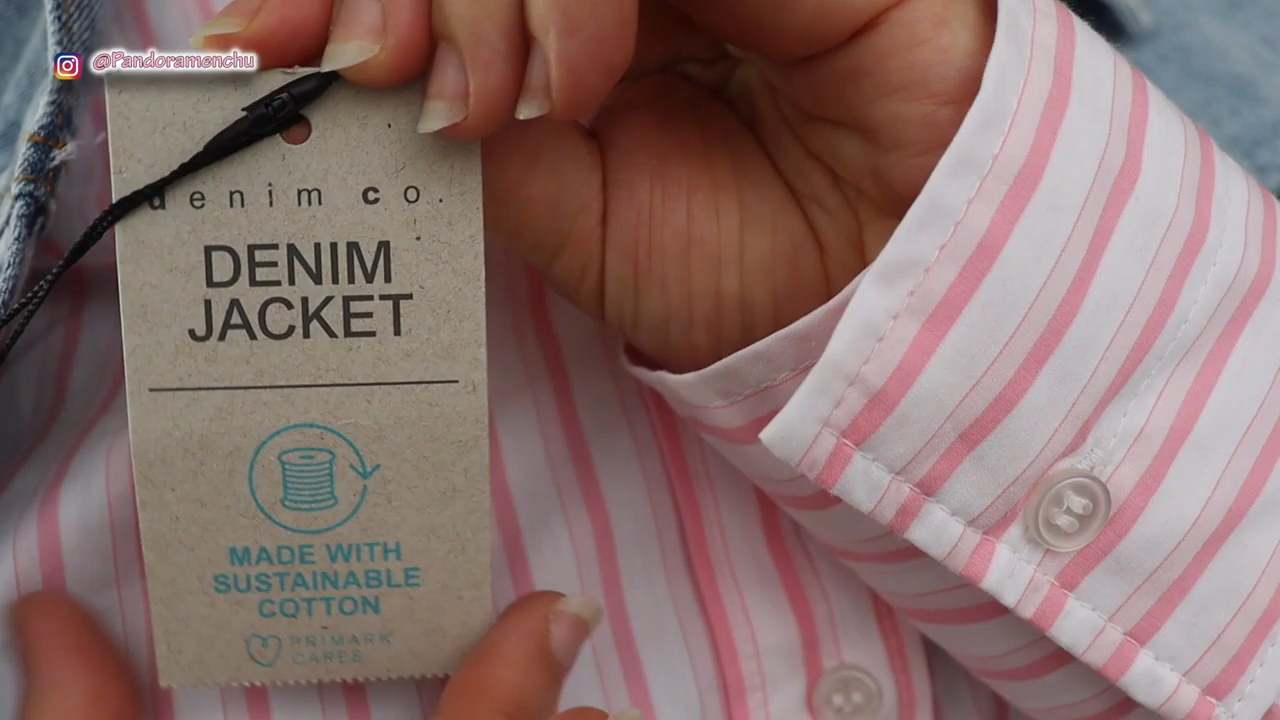 @Pandoramenchu
denim co.
DENIM
JACKET
MADE WITH
SUSTAINABLE
COTTON
PRIMARK
CARES